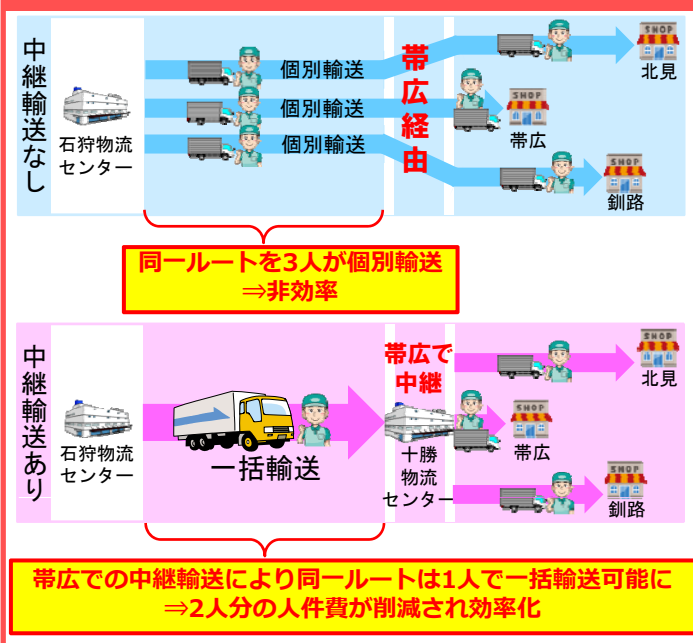 中継輸送なし
石狩物流
センター
個別輸送
個別輸送
個別輸送
帯広経由
SHOP
北見
SHOP
帯広
SHOP
釧路
同一ルートを3人が個別輸送
⇒非効率
中継輸送あり
石狩物流
センター
一括輸送
帯広で
中継
十勝
物流
センター
SHOP
北見
SHOP
帯広
SHOP
釧路
帯広での中継輸送により同一ルートは1人で一括輸送可能に
⇒2人分の人件費が削減され効率化